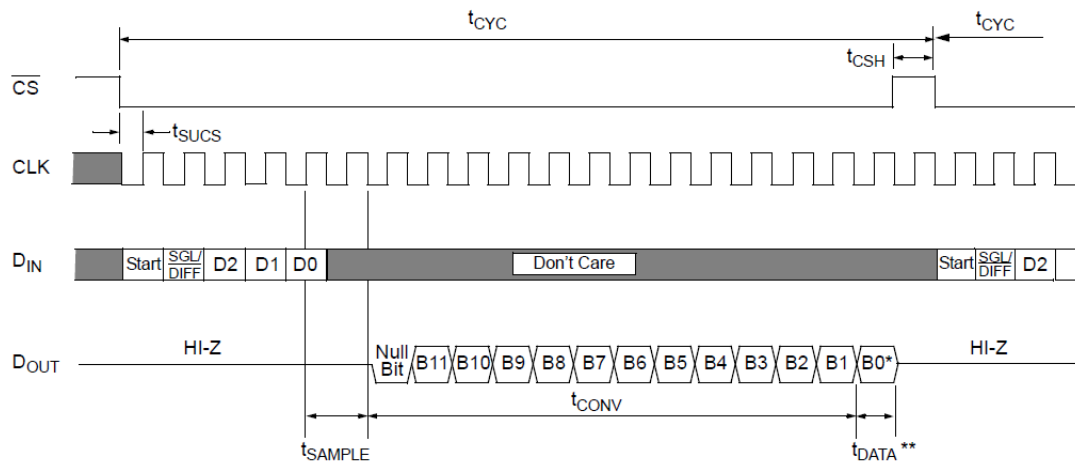 tCYC
tCYC
tCSH
CS
tSUCS
CLK
DIN
Start SGL/DIFF D2 D1 D0 Don't Care Start SGL/DIFF D2
HI-Z Null Bit B11 B10 B9 B8 B7 B6 B5 B4 B3 B2 B1 B0* HI-Z
DOUT
tCONV
tSAMPLE
tDATA **